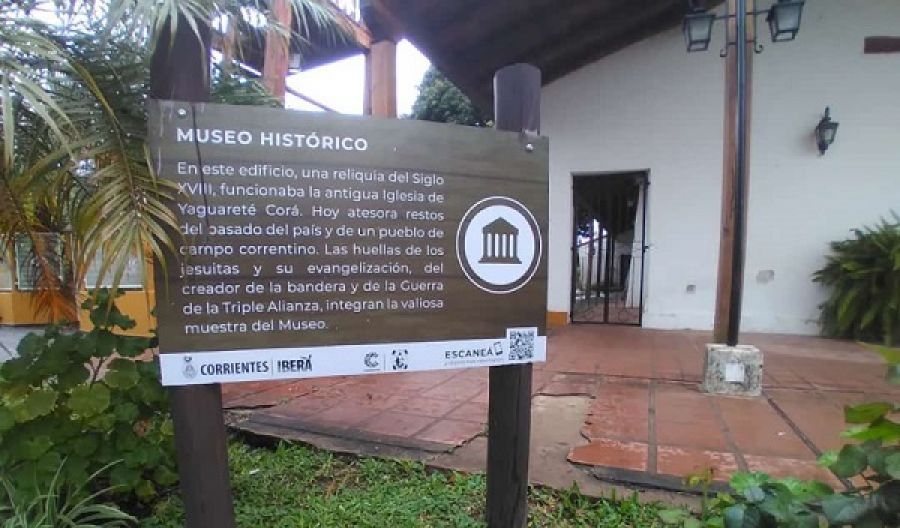 MUSEO HISTÓRICO
En este edificio, una reliquia del Siglo
XVIII, funcionaba la antigua Iglesia de
Yaguareté Corá. Hoy atesora restos
del pasado del país y de un pueblo de
campo correntino. Las huellas de los
jesuitas y su evangelización, del
creador de la bandera y de la Guerra
de la Triple Alianza, integran la valiosa
muestra del Museo.
CORRIENTES IBERÁ
ESCANEÁ